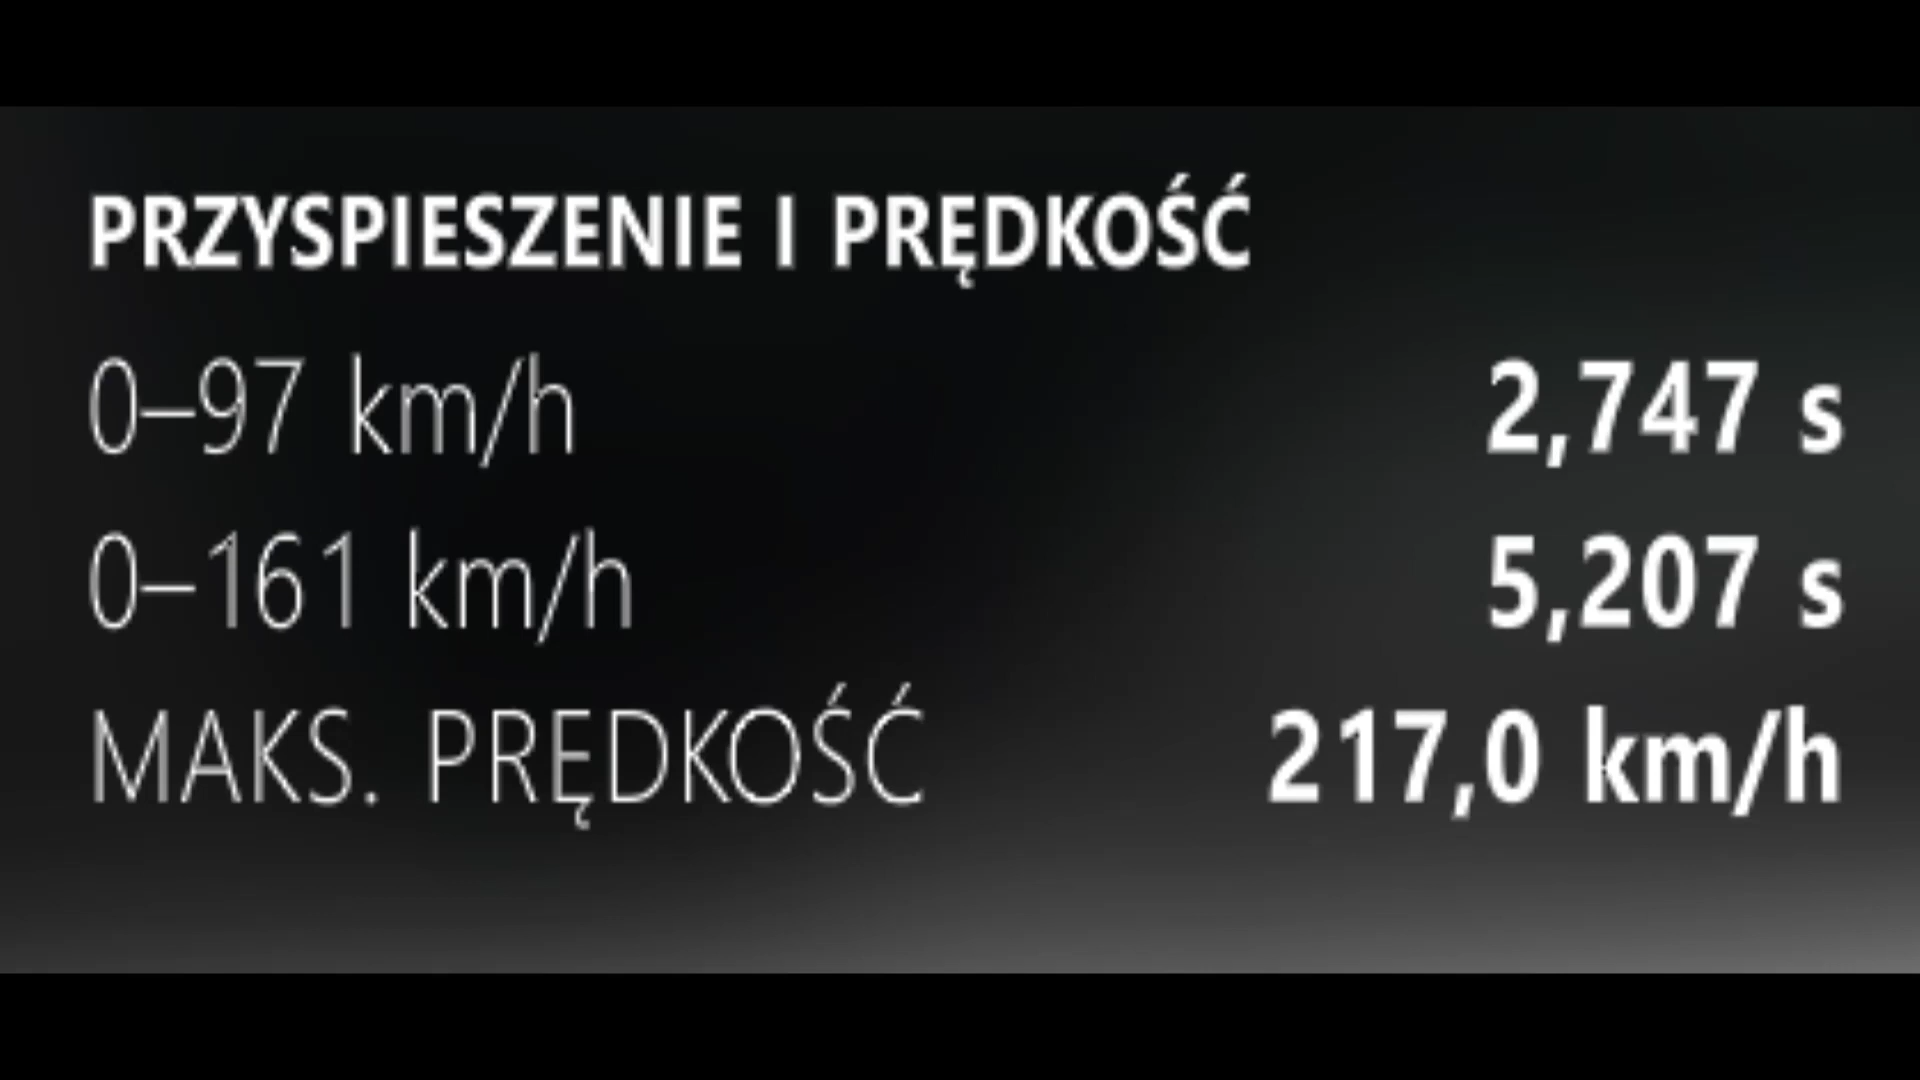 PRZYSPIESZENIE I PRĘDKOŚĆ
0–97 km/h 2,747 s
0–161 km/h 5,207 s
MAKS. PRĘDKOŚĆ 217,0 km/h